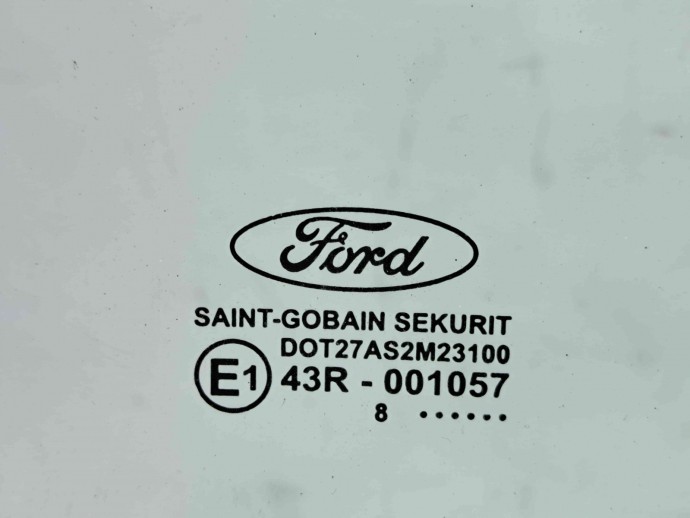 Ford
SAINT-GOBAIN SEKURIT
DOT27AS2M23100
E1 43R - 001057
8 ......